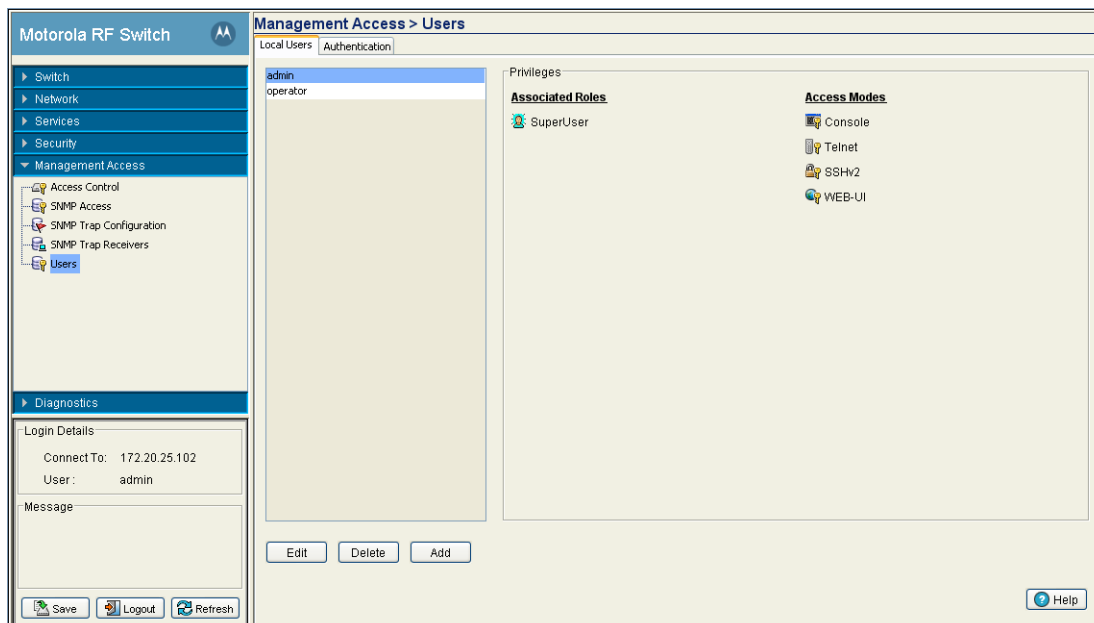 Motorola RF Switch
Switch
Network
Services
Security
Management Access
Access Control
SNMP Access
SNMP Trap Configuration
SNMP Trap Receivers
Users
Diagnostics
Login Details
Connect To: 172.20.25.102
User : admin
Message
Save Logout Refresh
Management Access > Users
Local Users Authentication
admin
operator
Privileges
Associated Roles Access Modes
SuperUser Console
Telnet
SSHv2
WEB-UI
Edit Delete Add
Help